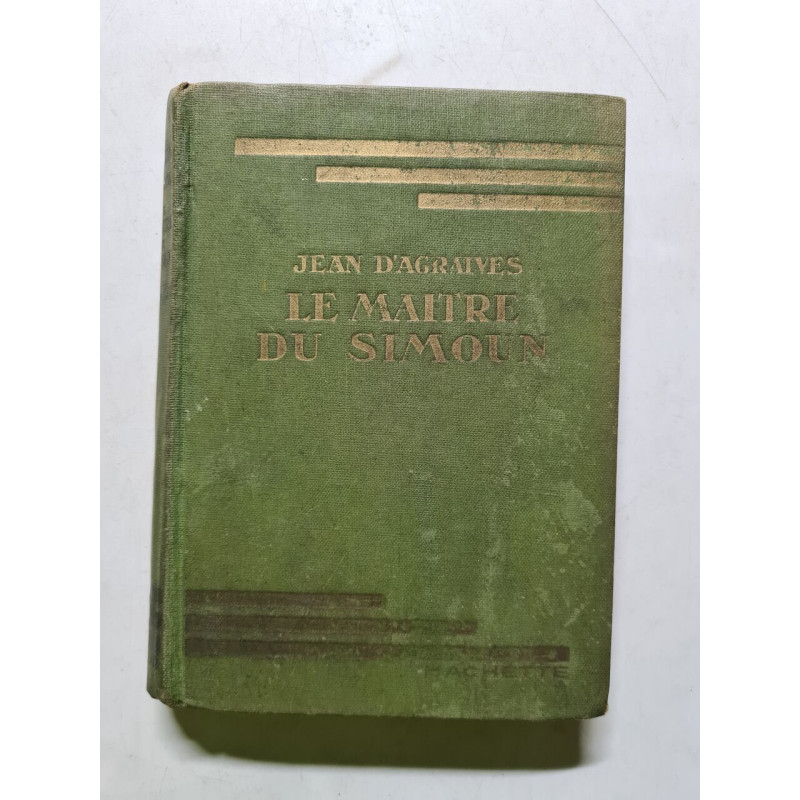 JEAN D'AGRAIVES
LE MAITRE
DU SIMOUN
HACHETTE